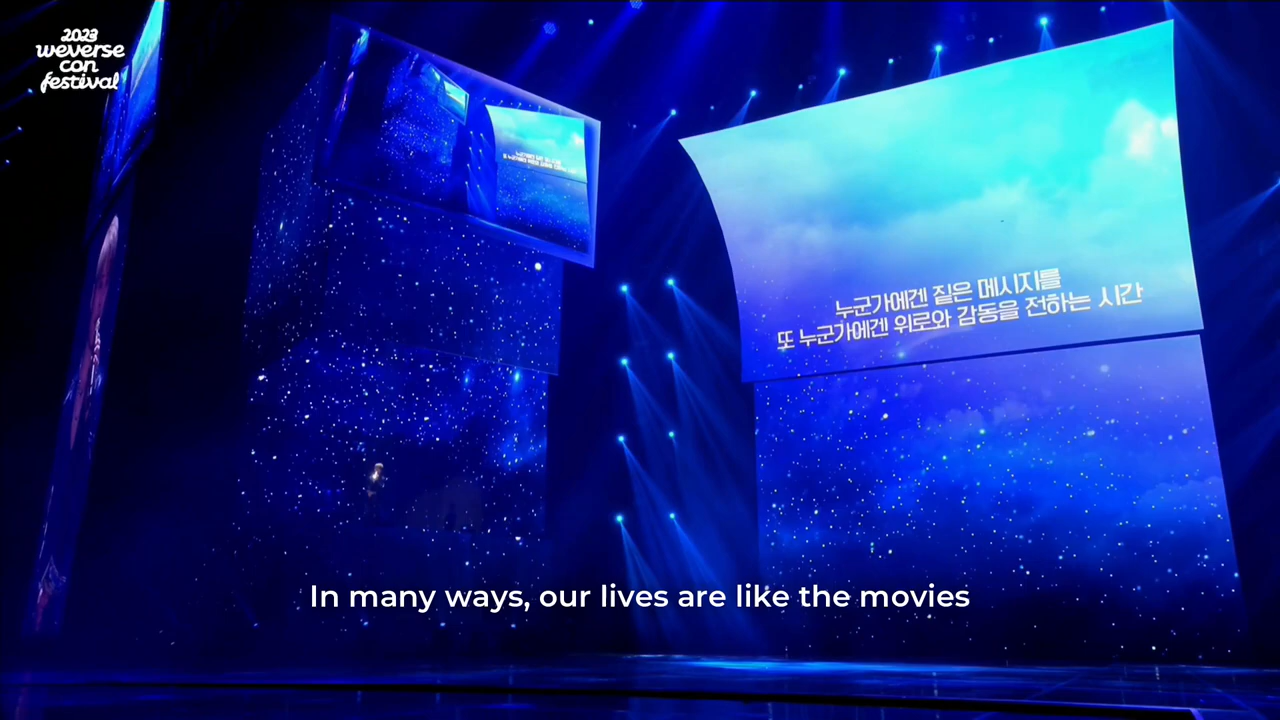 2023
weverse
con
festival
누군가에겐 짙은 메시지를
또 누군가에겐 위로와 감동을 전하는 시간
In many ways, our lives are like the movies